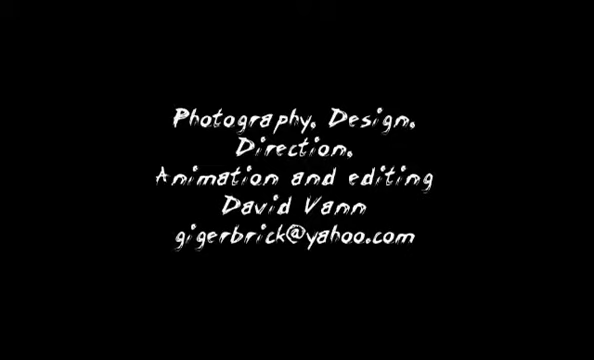 Photography. Design.
Direction.
Animation and editing
David Vann
gigerbrick@yahoo.com